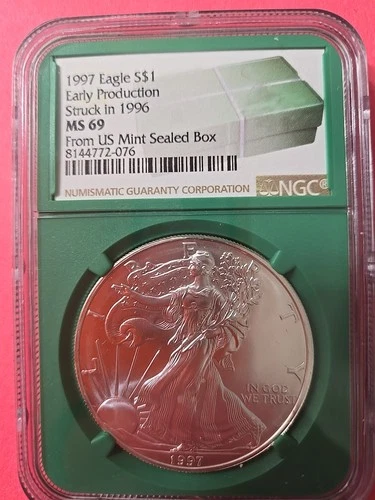 1997 Eagle S$1
Early Production
Struck in 1996
MS 69
From US Mint Sealed Box
8144772-076
NUMISMATIC GUARANTY CORPORATION
NGC®
LIBERTY
IN GOD
WE TRUST
1997